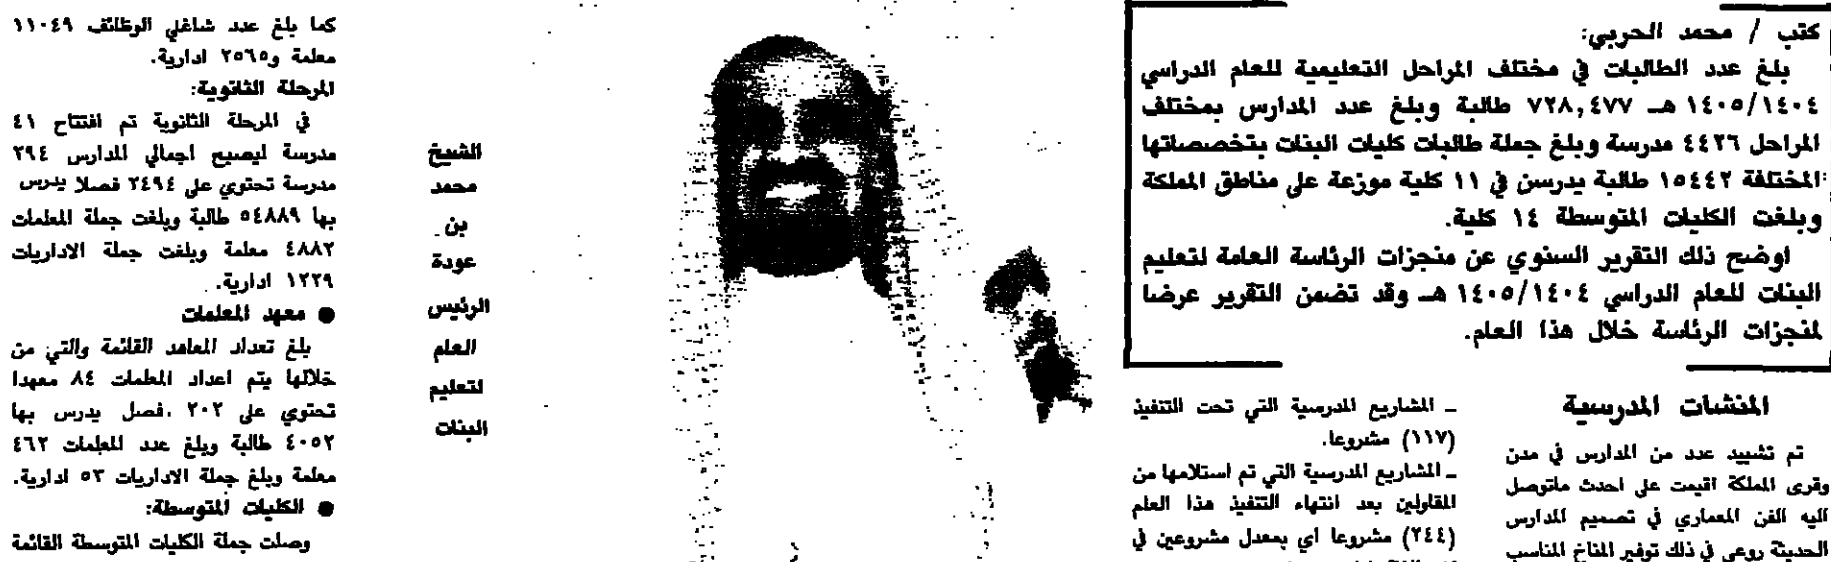 كتب / محمد الحربي:
بلغ عدد الطالبات في مختلف المراحل التعليمية للعام الدراسي
١٤٠٥/١٤٠٤ هـ ٧٢٨,٤٧٧ طالبة وبلغ عدد المدارس بمختلف
المراحل ٤٤٢٦ مدرسة وبلغ جملة طالبات كليات البنات بتخصصاتها
المختلفة ١٥٤٤٢ طالبة يدرسن في ١١ كلية موزعة على مناطق المملكة
وبلغت الكليات المتوسطة ١٤ كلية.
اوضح ذلك التقرير السنوي عن منجزات الرئاسة العامة لتعليم
البنات للعام الدراسي ١٤٠٥/١٤٠٤ هـ وقد تضمن التقرير عرضا
لمنجزات الرئاسة خلال هذا العام.
المنشات المدرسية
تم تشييد عدد من المدارس في مدن
وقرى المملكة اقيمت على احدث ماتوصل
اليه الفن المعماري في تصميم المدارس
الحديثة روعي في ذلك توفير المناخ المناسب
ـ المشاريع المدرسية التي تحت التنفيذ
(١١٧) مشروعا.
ـ المشاريع المدرسية التي تم استلامها من
المقاولين بعد انتهاء التنفيذ هذا العام
(٢٤٤) مشروعا اي بمعدل مشروعين في
الشيخ
محمد
بن
عودة
الرئيس
العام
لتعليم
البنات
كما بلغ عدد شاغلي الوظائف ١١٠٤٩
معلمة و٢٥٦٥ ادارية.
المرحلة الثانوية:
في المرحلة الثانوية تم افتتاح ٤١
مدرسة ليصبح اجمالي المدارس ٢٩٤
مدرسة تحتوي على ٢٤٩٤ فصلا يدرس
بها ٥٤٨٨٩ طالبة وبلغت جملة المعلمات
٤٨٨٢ معلمة وبلغت جملة الاداريات
١٢٢٩ ادارية.
● معهد المعلمات
بلغ تعداد المعاهد القائمة والتي من
خلالها يتم اعداد المعلمات ٨٤ معهدا
تحتوي على ٢٠٢ فصل يدرس بها
٤٠٥٢ طالبة وبلغ عدد المعلمات ٤٦٢
معلمة وبلغ جملة الاداريات ٥٣ ادارية.
● الكليات المتوسطة:
وصلت جملة الكليات المتوسطة القائمة